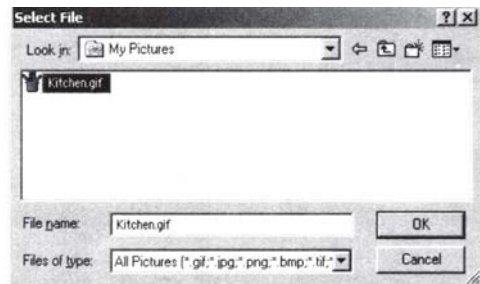 Select File
Look in: My Pictures
Kitchen.gif
File name: Kitchen.gif OK
Files of type: All Pictures (*.gif;*.jpg;*.png;*.bmp;*.tif;* Cancel